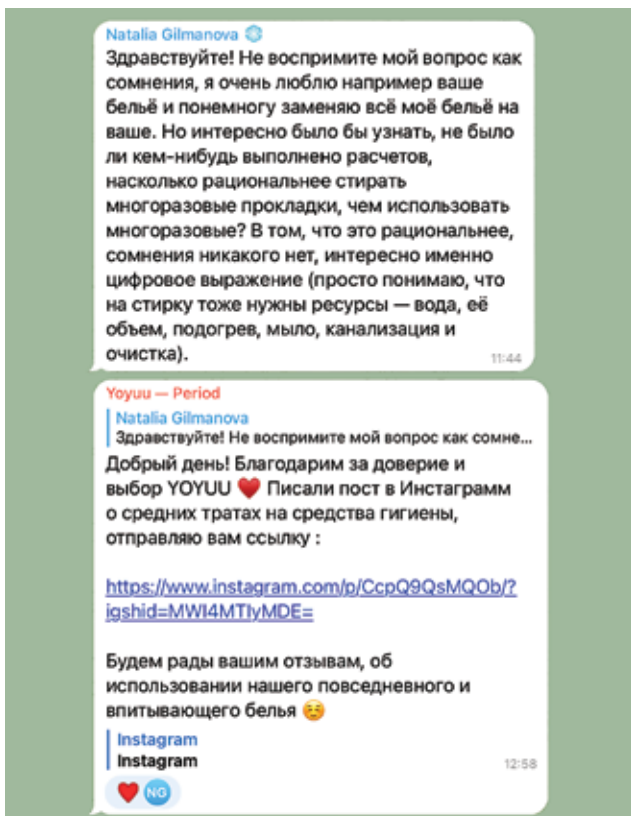 Natalia Gilmanova
Здравствуйте! Не воспримите мой вопрос как
сомнения, я очень люблю например ваше
бельё и понемногу заменяю всё моё бельё на
ваше. Но интересно было бы узнать, не было
ли кем-нибудь выполнено расчетов,
насколько рациональнее стирать
многоразовые прокладки, чем использовать
многоразовые? В том, что это рациональнее,
сомнения никакого нет, интересно именно
цифровое выражение (просто понимаю, что
на стирку тоже нужны ресурсы — вода, её
объем, подогрев, мыло, канализация и
очистка).
11:44
Yoyuu — Period
Natalia Gilmanova
Здравствуйте! Не воспримите мой вопрос как сомне...
Добрый день! Благодарим за доверие и
выбор YOYUU ❤️ Писали пост в Инстаграмм
о средних тратах на средства гигиены,
отправляю вам ссылку :
https://www.instagram.com/p/CcpQ9QsMQOb/?
igshid=MWI4MTIyMDE=
Будем рады вашим отзывам, об
использовании нашего повседневного и
впитывающего белья ☺️
Instagram
Instagram
12:58
❤️ NG